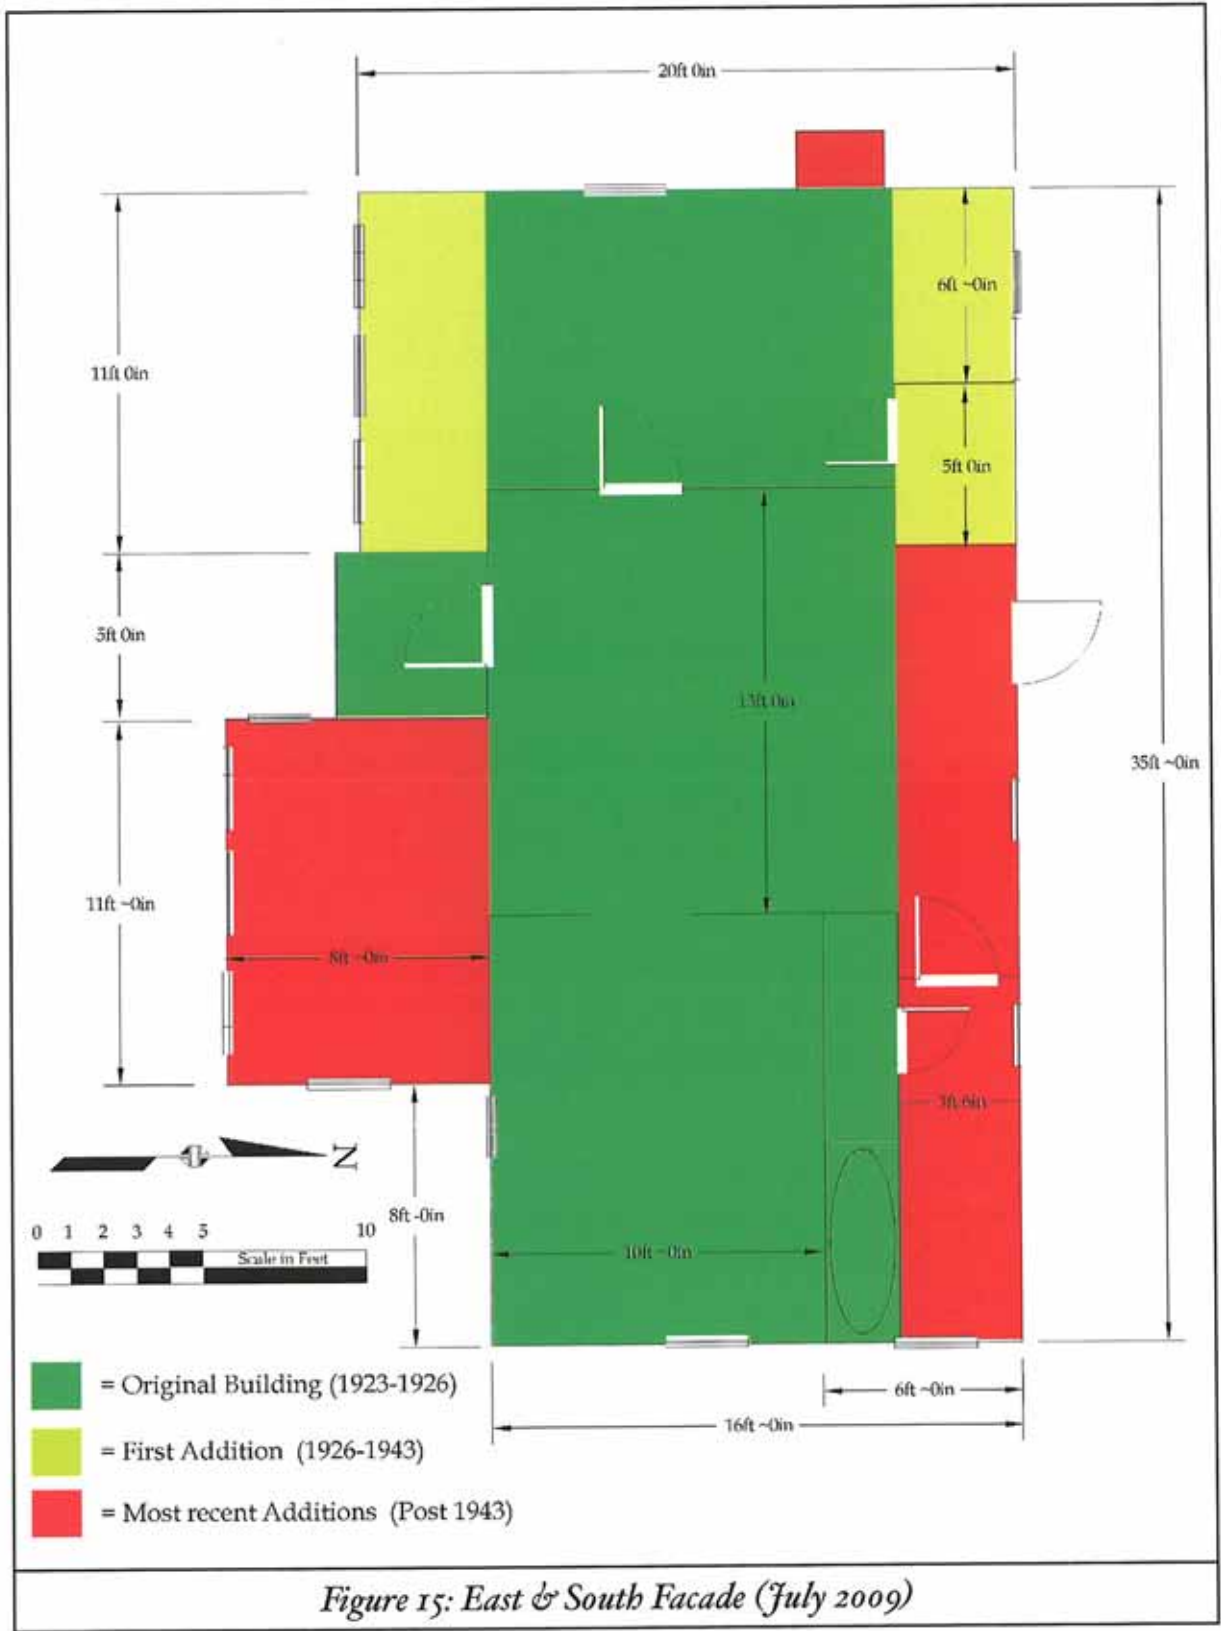 20ft 0in
6ft ~0in
11ft 0in
5ft 0in
5ft 0in
13ft 0in
35ft ~0in
11ft ~0in
8ft ~0in
3ft 6in
N
8ft -0in
0 1 2 3 4 5 10
Scale in Feet
10ft ~0in
= Original Building (1923-1926)
6ft ~0in
16ft ~0in
= First Addition (1926-1943)
= Most recent Additions (Post 1943)
Figure 15: East & South Facade (July 2009)